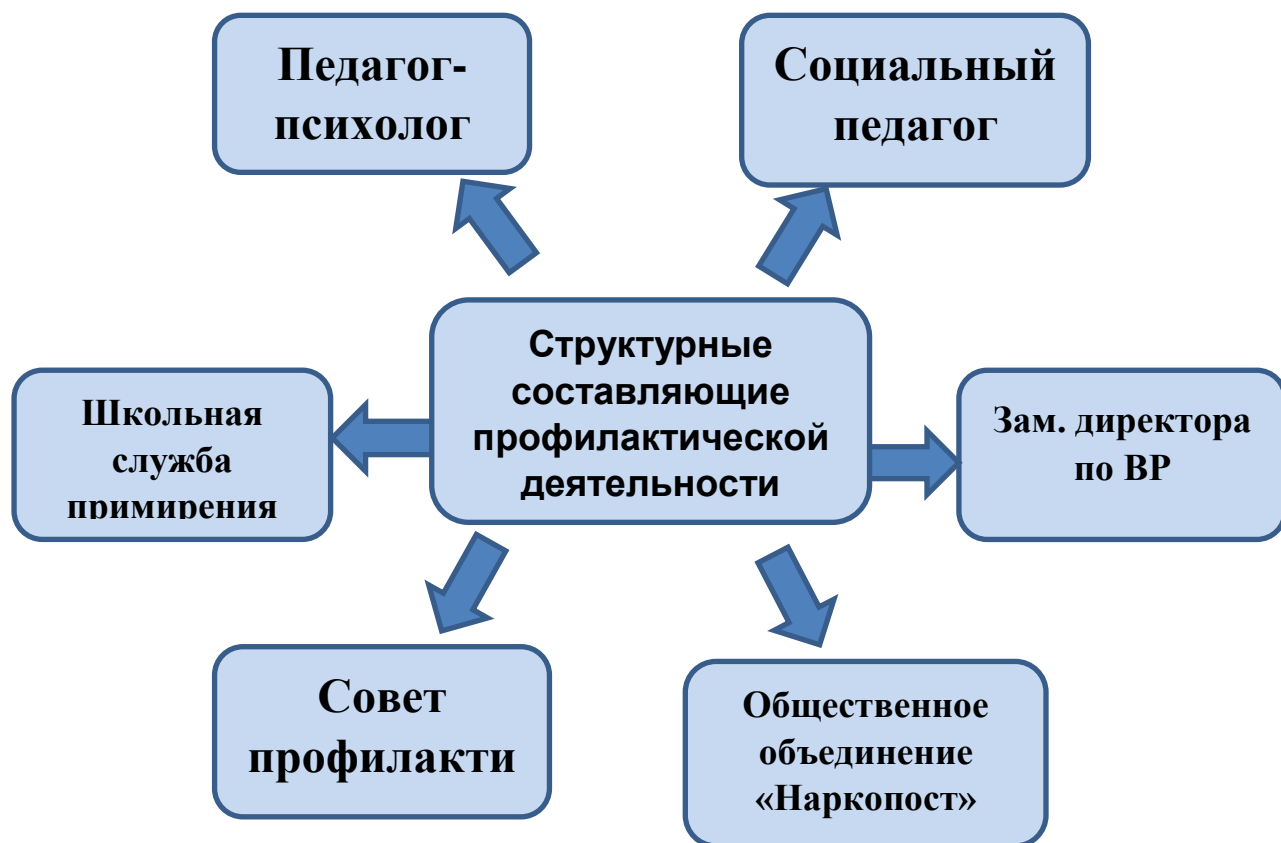 Педагог-
психолог
Социальный
педагог
Структурные
составляющие
профилактической
деятельности
Школьная
служба
примирения
Зам. директора
по ВР
Совет
профилакти
Общественное
объединение
«Наркопост»